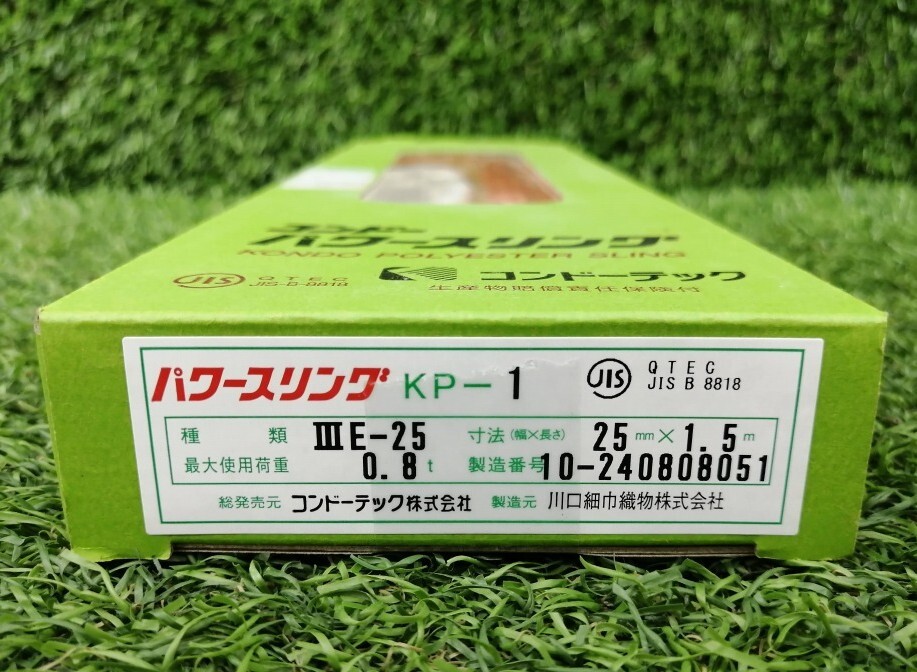 コンドー
パワースリング
KONDO POLYESTER SLING
JIS QTEC
JIS-B-8818
コンドーテック
生産物賠償責任保険付
パワースリング KP-1
JIS QTEC
JIS B 8818
種類 ⅢE-25 寸法(幅×長さ) 25mm×1.5m
最大使用荷重 0.8t 製造番号 10-240808051
総発売元 コンドーテック株式会社 製造元 川口細巾織物株式会社